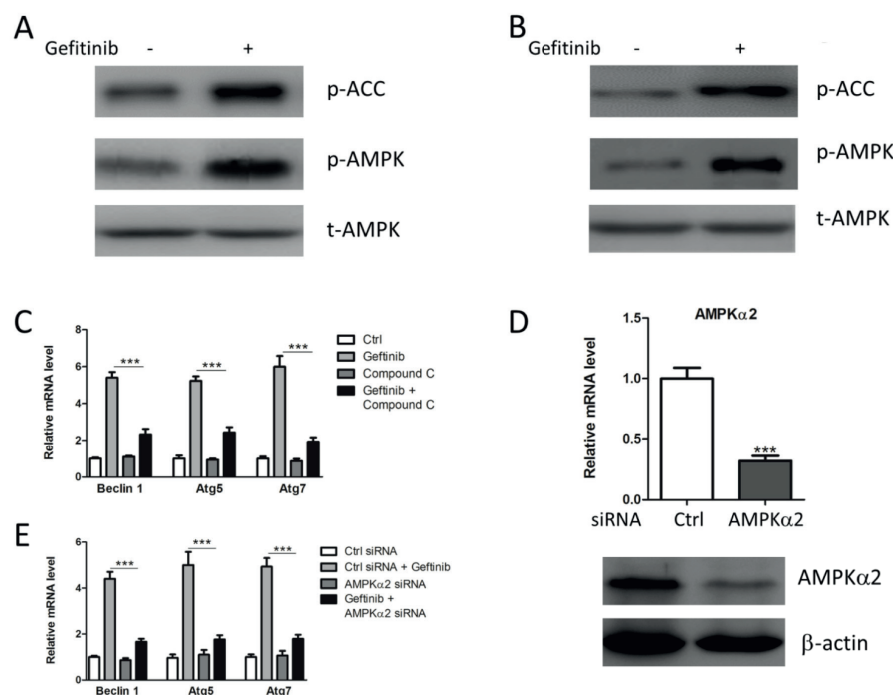 A
Gefitinib - +
p-ACC
p-AMPK
t-AMPK
B
Gefitinib - +
p-ACC
p-AMPK
t-AMPK
C
Relative mRNA level
8
6
4
2
0
***
***
***
Beclin 1 Atg5 Atg7
Ctrl
Geftinib
Compound C
Geftinib +
Compound C
D
AMPKα2
Relative mRNA level
1.5
1.0
0.5
0.0
***
siRNA Ctrl AMPKα2
AMPKα2
β-actin
E
Relative mRNA level
6
4
2
0
***
***
***
Beclin 1 Atg5 Atg7
Ctrl siRNA
Ctrl siRNA + Geftinib
AMPKα2 siRNA
Geftinib +
AMPKα2 siRNA